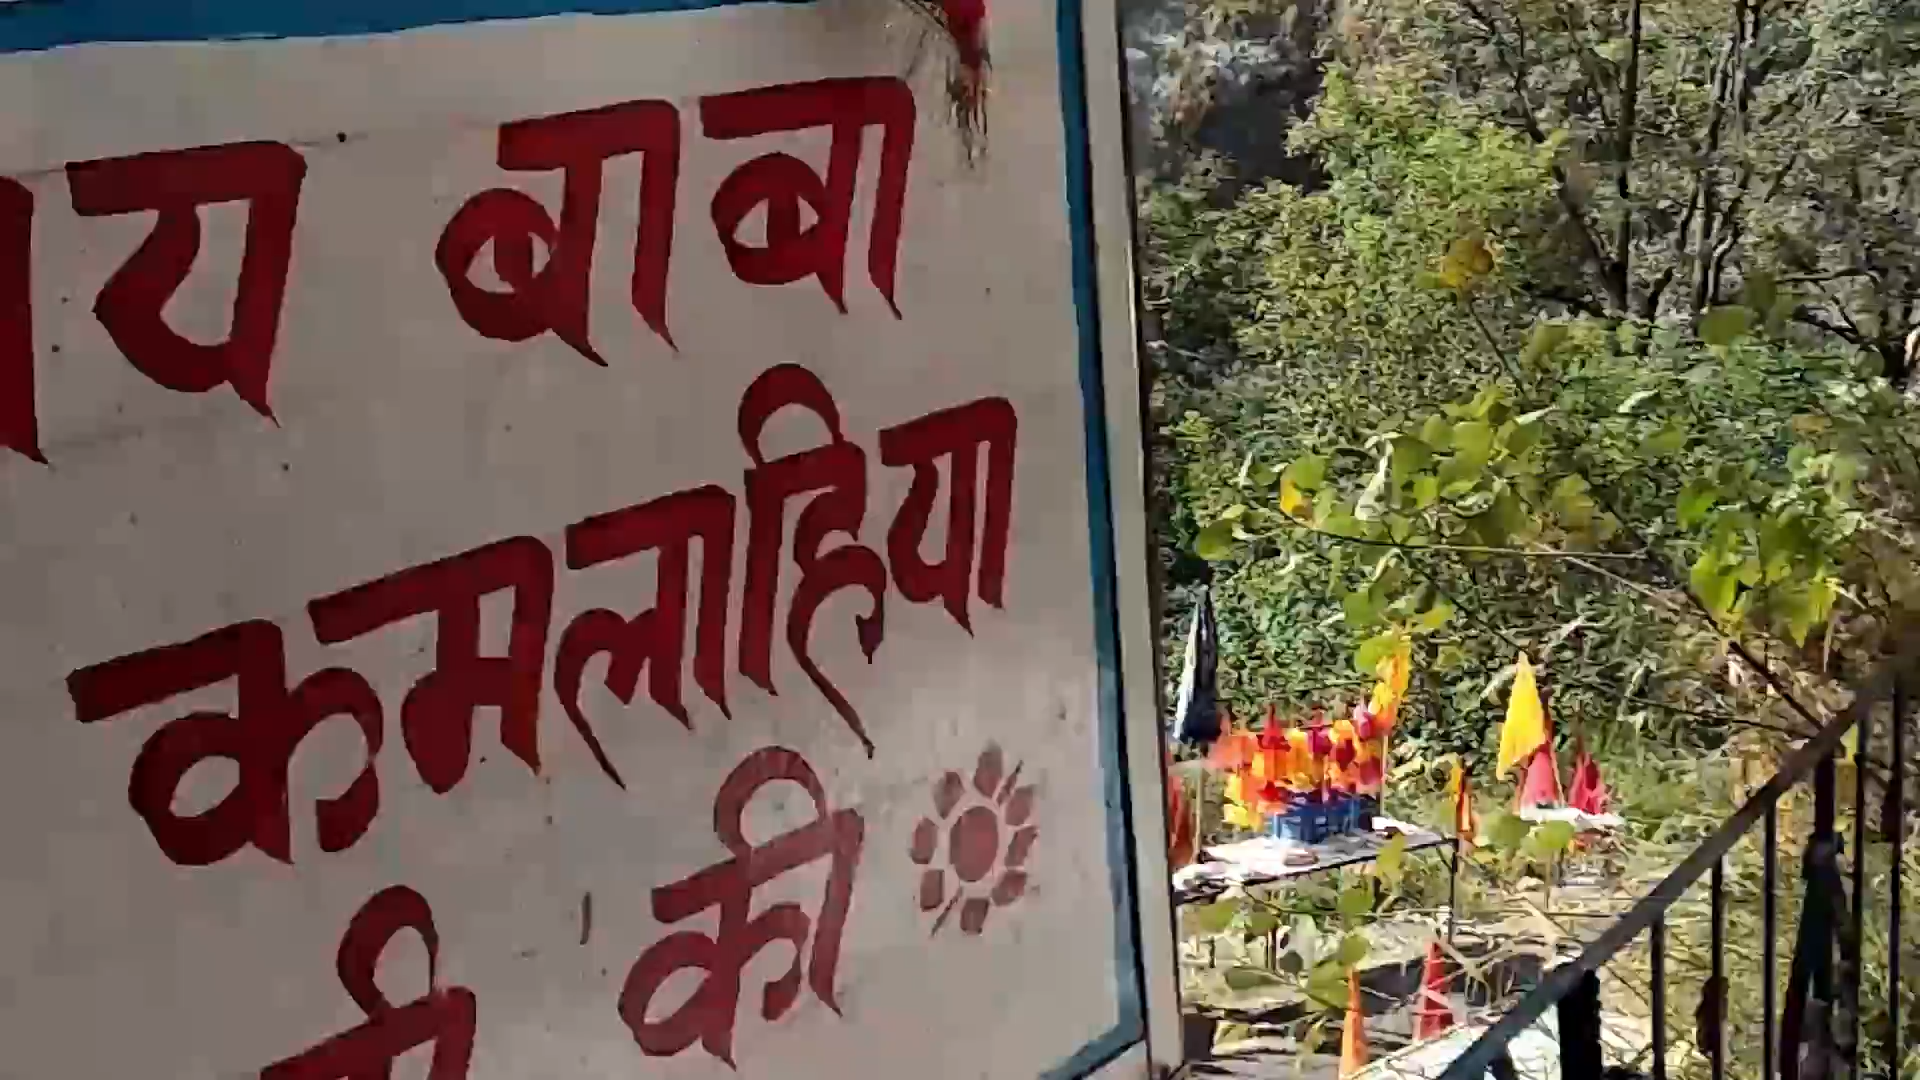 य बाबा
कमलाहिया
की